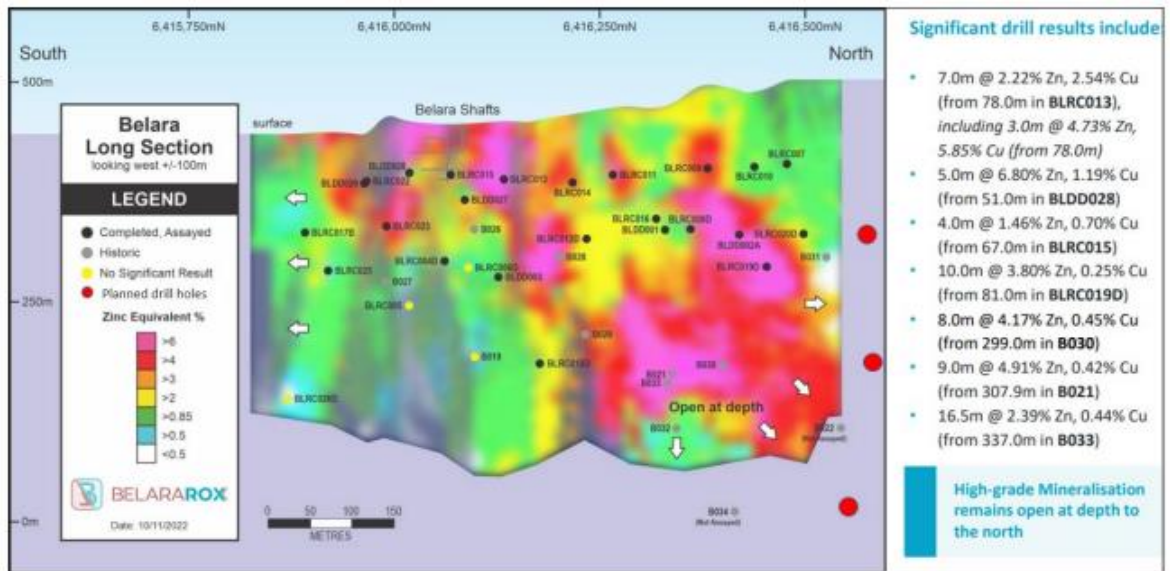 6,415,750mN
6,416,000mN
6,416,250mN
6,416,500mN
South
North
500m
250m
0m
Belara
Long Section
looking west +/-100m
LEGEND
Completed, Assayed
Historic
No Significant Result
Planned drill holes
Zinc Equivalent %
>6
>4
>3
>2
>0.85
>0.5
<0.5
BELARAROX
Date: 10/11/2022
surface
Belara Shafts
BLDD028
BLRC015
BLRC022
BLRC013
BLRC014
BLRC011
BLRC010
BLRC007
BLDD027
BLRC017B
BLRC023
B026
BLRC012D
B028
BLRC016
BLDD001
BLDD002A
BLRC020D
B031
BLRC025
BLRC004D
BLDD003
BLRC019D
B027
B019
B021
B033
B032
Open at depth
B034
(Not Assayed)
0 50 100 150
METRES
Significant drill results include
• 7.0m @ 2.22% Zn, 2.54% Cu
(from 78.0m in BLRC013),
including 3.0m @ 4.73% Zn,
5.85% Cu (from 78.0m)
• 5.0m @ 6.80% Zn, 1.19% Cu
(from 51.0m in BLDD028)
• 4.0m @ 1.46% Zn, 0.70% Cu
(from 67.0m in BLRC015)
• 10.0m @ 3.80% Zn, 0.25% Cu
(from 81.0m in BLRC019D)
• 8.0m @ 4.17% Zn, 0.45% Cu
(from 299.0m in B030)
• 9.0m @ 4.91% Zn, 0.42% Cu
(from 307.9m in B021)
• 16.5m @ 2.39% Zn, 0.44% Cu
(from 337.0m in B033)
High-grade Mineralisation
remains open at depth to
the north